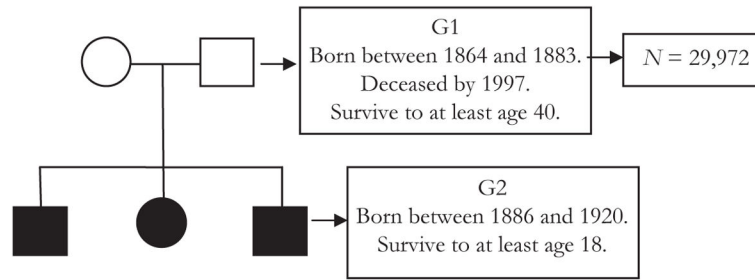 G1
Born between 1864 and 1883.
Deceased by 1997.
Survive to at least age 40.
N = 29,972
G2
Born between 1886 and 1920.
Survive to at least age 18.